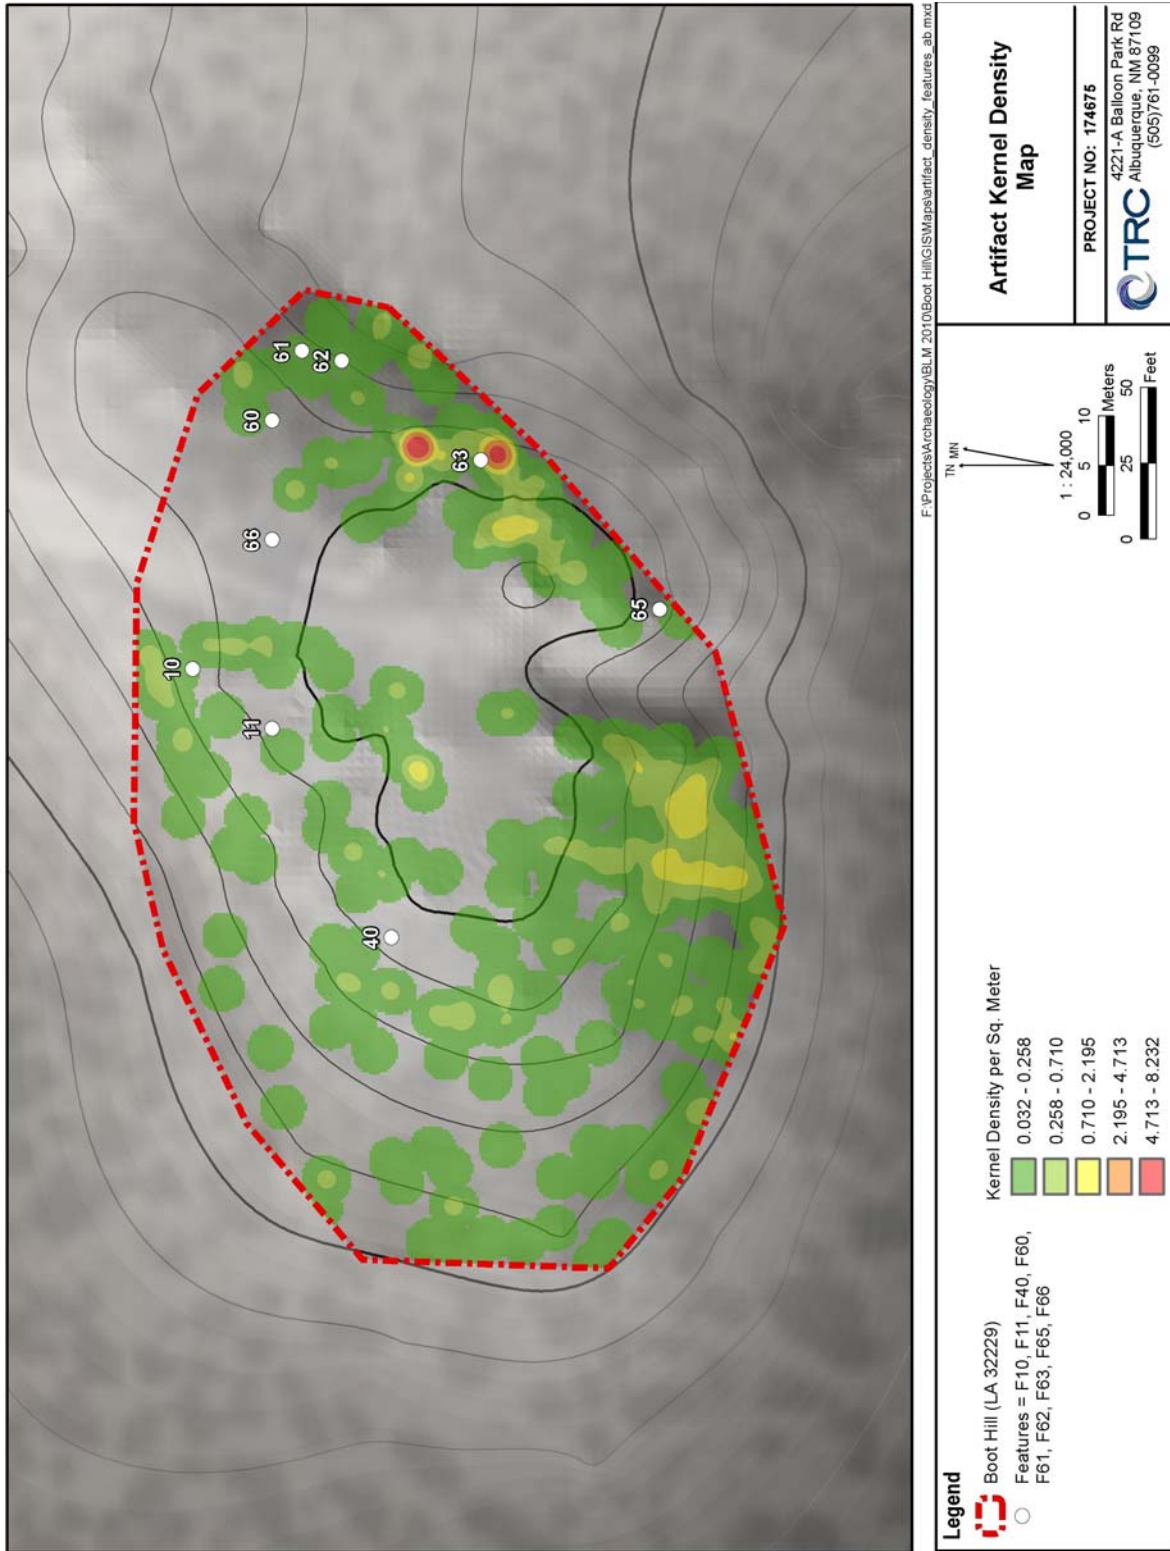 61
62
60
63
66
65
10
11
40
F:\Projects\Archaeology\BLM 2010\Boot Hill\GIS\Maps\artifact_density_features_ab.mxd
Legend
Boot Hill (LA 32229)
Features = F10, F11, F40, F60,
F61, F62, F63, F65, F66
Kernel Density per Sq. Meter
0.032 - 0.258
0.258 - 0.710
0.710 - 2.195
2.195 - 4.713
4.713 - 8.232
TN MN
1 : 24,000
0 5 10
Meters
0 25 50
Feet
Artifact Kernel Density
Map
PROJECT NO: 174675
TRC
4221-A Balloon Park Rd
Albuquerque, NM 87109
(505)761-0099